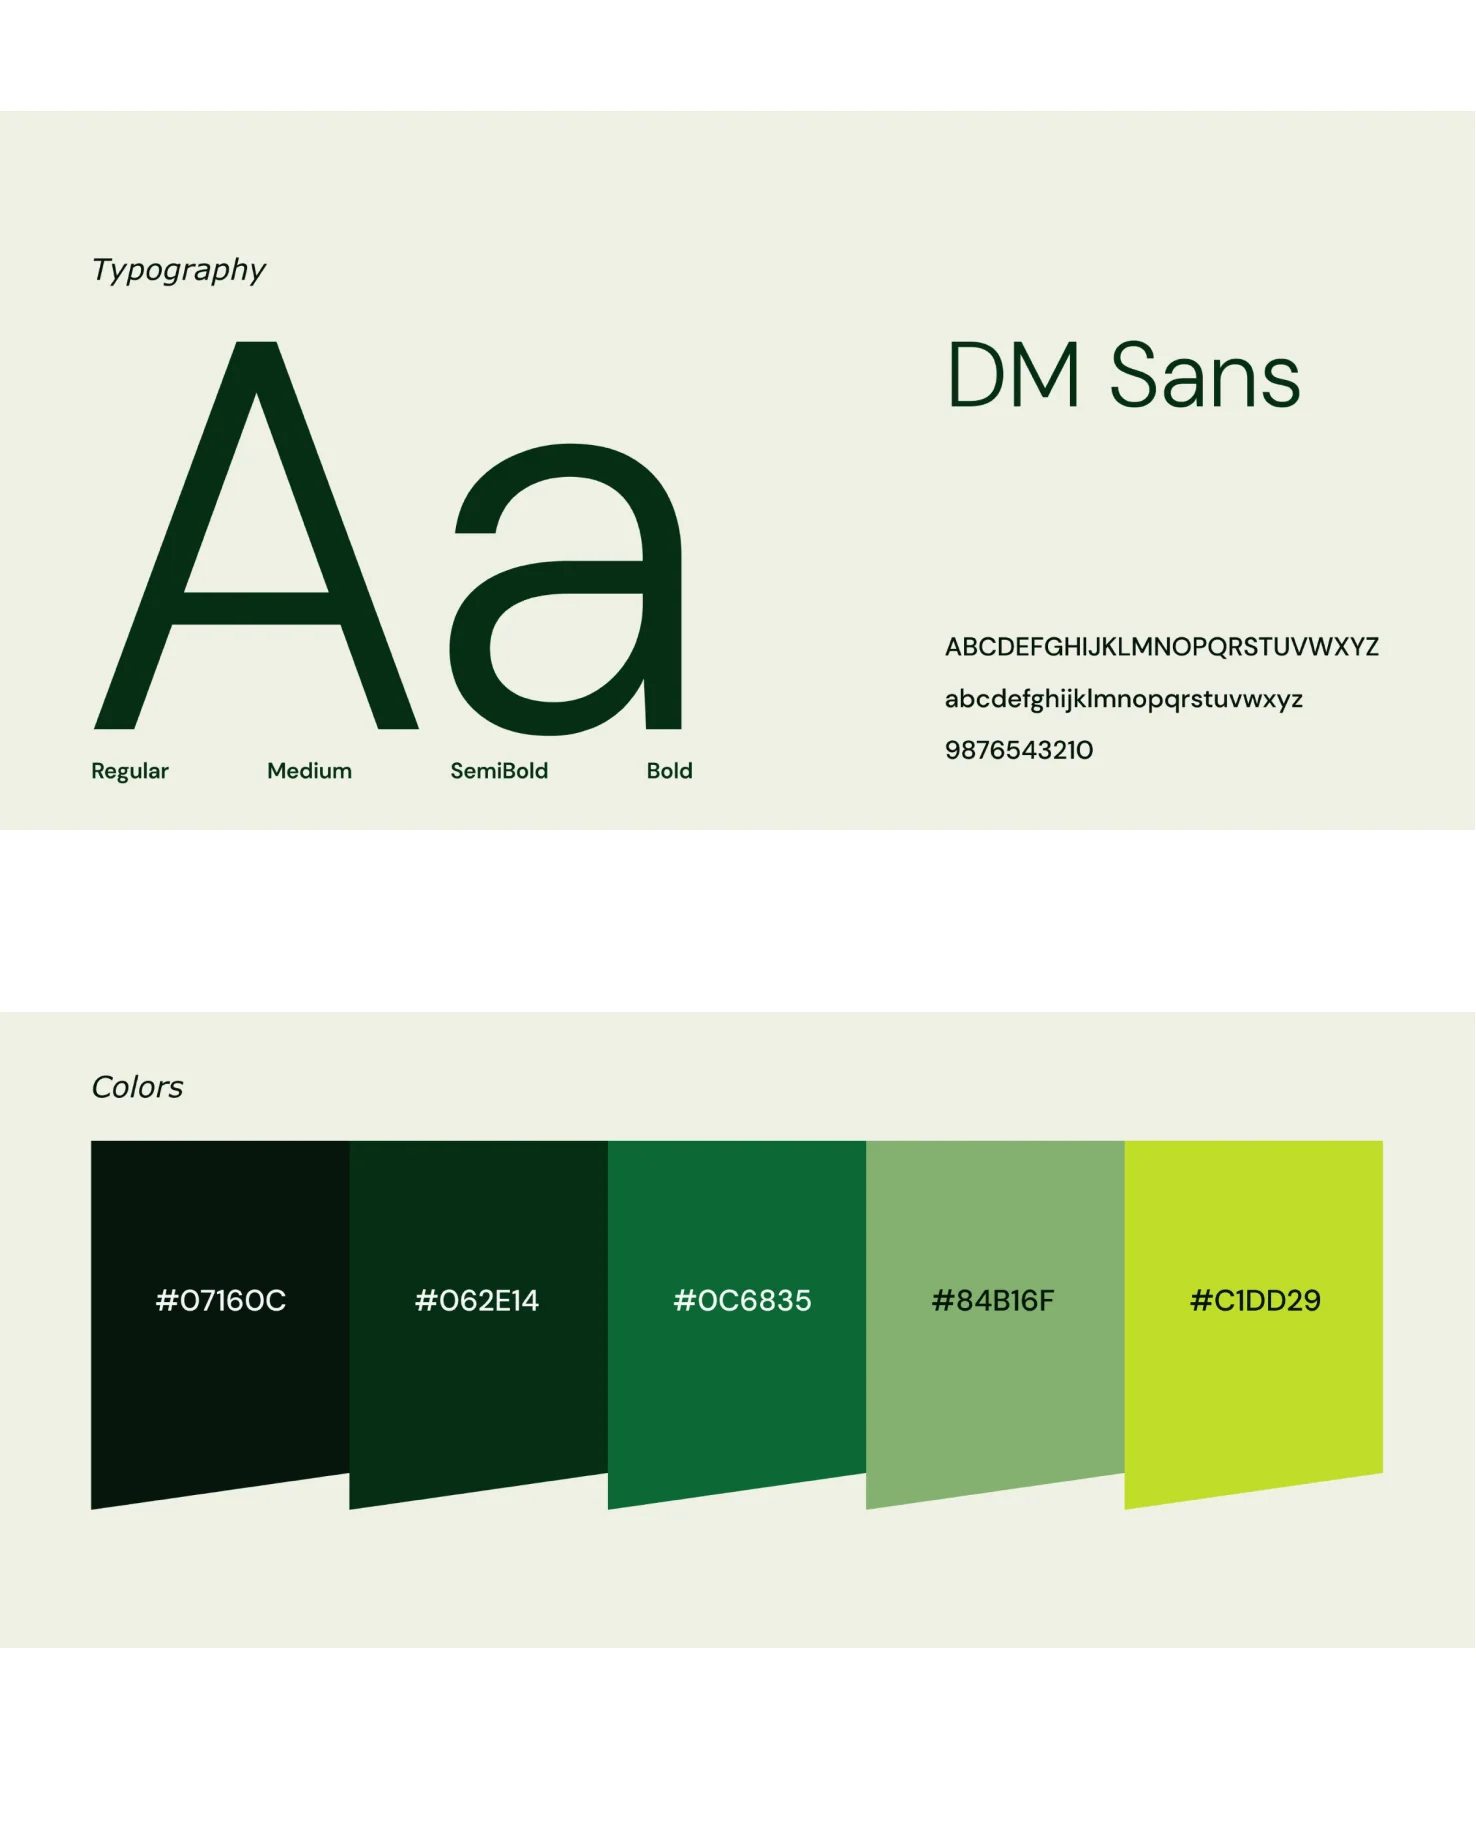 Typography
Aa
DM Sans
ABCDEFGHIJKLMNOPQRSTUVWXYZ
abcdefghijklmnopqrstuvwxyz
9876543210
Regular Medium SemiBold Bold
Colors
#07160C #062E14 #0C6835 #84B16F #C1DD29